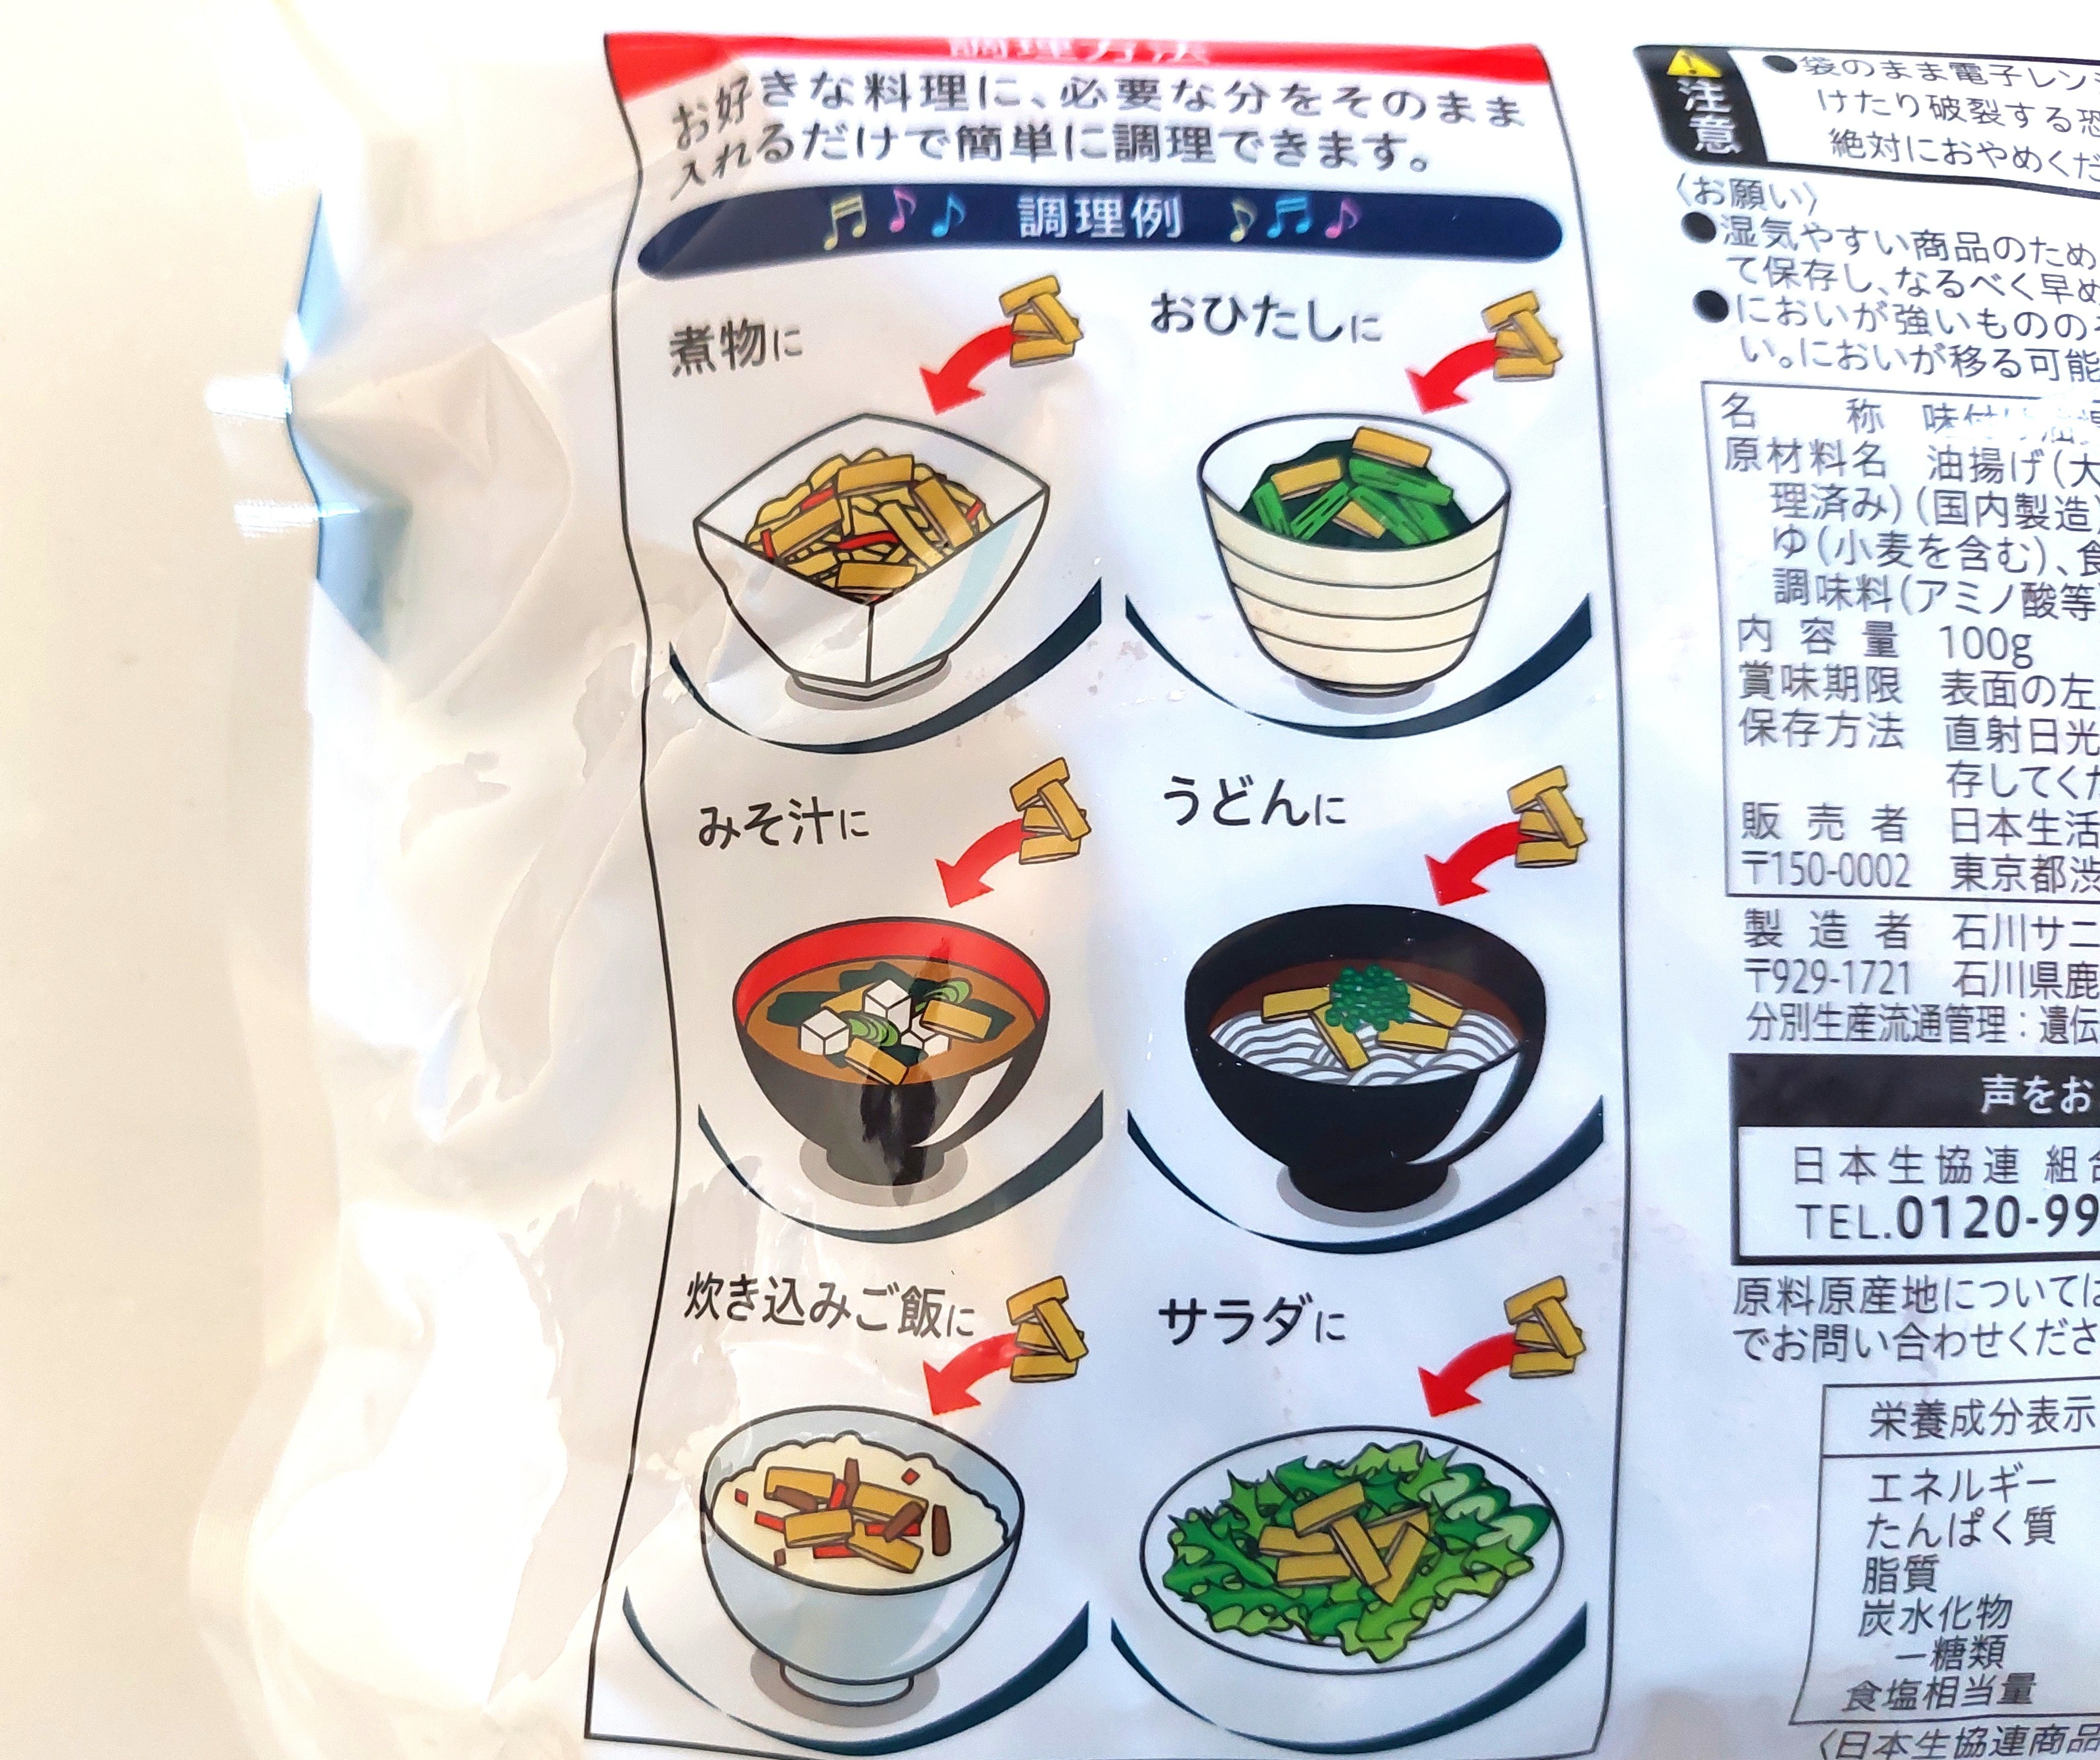 調理方法
お好きな料理に、必要な分をそのまま
入れるだけで簡単に調理できます。
調理例
煮物に
おひたしに
みそ汁に
うどんに
炊き込みご飯に
サラダに
注意
●袋のまま電子レン
けたり破裂する恐
絶対におやめくだ
〈お願い〉
●湿気やすい商品のため
て保存し、なるべく早め
●においが強いものの
い。においが移る可能
名称 味付け油
原材料名 油揚げ(大
理済み)(国内製造
ゆ(小麦を含む)、食
調味料(アミノ酸等
内容量 100g
賞味期限 表面の左
保存方法 直射日光
存してくだ
販売者 日本生活
〒150-0002 東京都渋
製造者 石川サニ
〒929-1721 石川県鹿
分別生産流通管理:遺伝
声をお
日本生協連 組合
TEL.0120-99
原料原産地については
でお問い合わせくださ
栄養成分表示
エネルギー
たんぱく質
脂質
炭水化物
ー糖類
食塩相当量
〈日本生協連商品